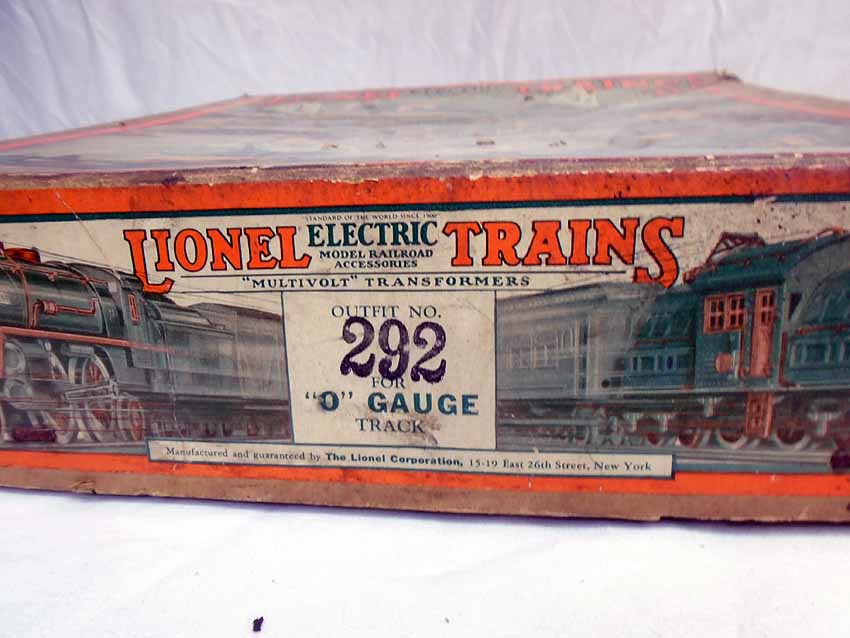 "STANDARD OF THE WORLD SINCE 1900"
LIONEL ELECTRIC TRAINS
MODEL RAILROAD
ACCESSORIES
"MULTIVOLT" TRANSFORMERS
OUTFIT NO.
292
FOR
"O" GAUGE
TRACK
Manufactured and guaranteed by The Lionel Corporation, 15-19 East 26th Street, New York